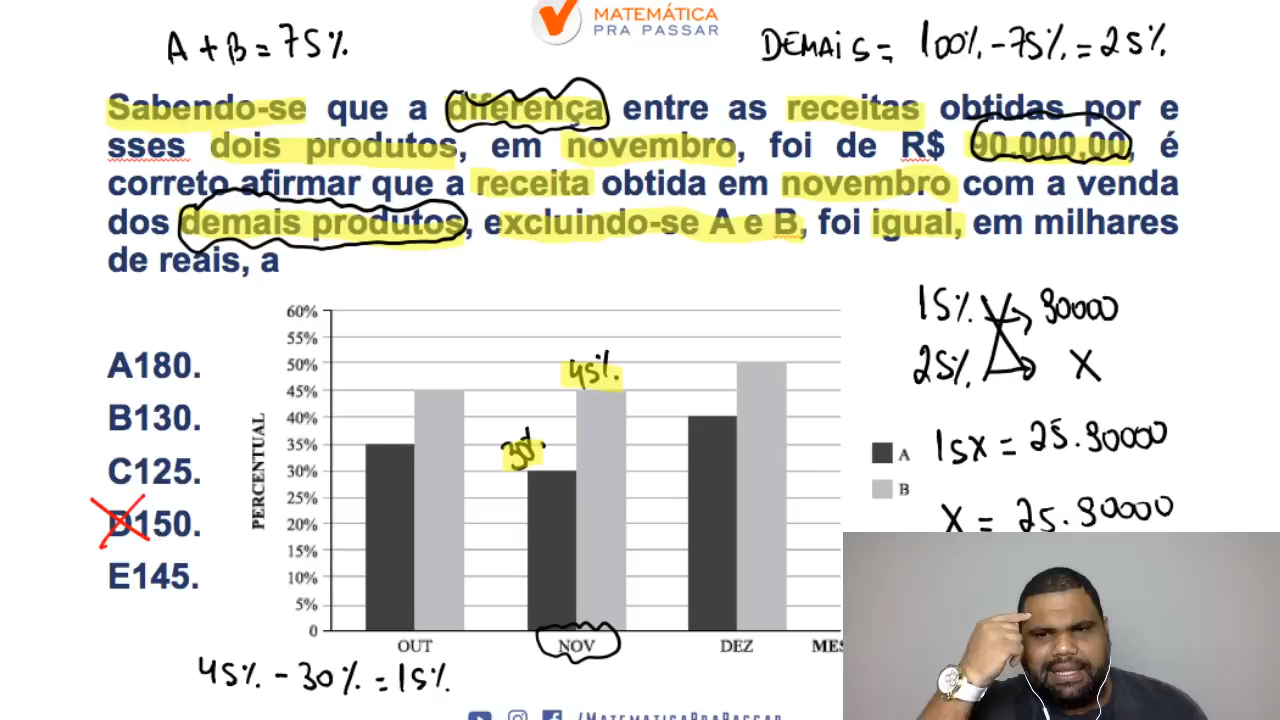 MATEMÁTICA
PRA PASSAR
A + B = 75%
DEMAIS = 100% - 75% = 25%
Sabendo-se que a diferença entre as receitas obtidas por e
sses dois produtos, em novembro, foi de R$ 90.000,00, é
correto afirmar que a receita obtida em novembro com a venda
dos demais produtos, excluindo-se A e B, foi igual, em milhares
de reais, a
A180.
B130.
C125.
D150.
E145.
PERCENTUAL
60%
55%
50%
45%
40%
35%
30%
25%
20%
15%
10%
5%
0
45%
30%
OUT
NOV
DEZ
A
B
15% 90000
25% X
15X = 25.90000
X = 25.90000
45% - 30% = 15%